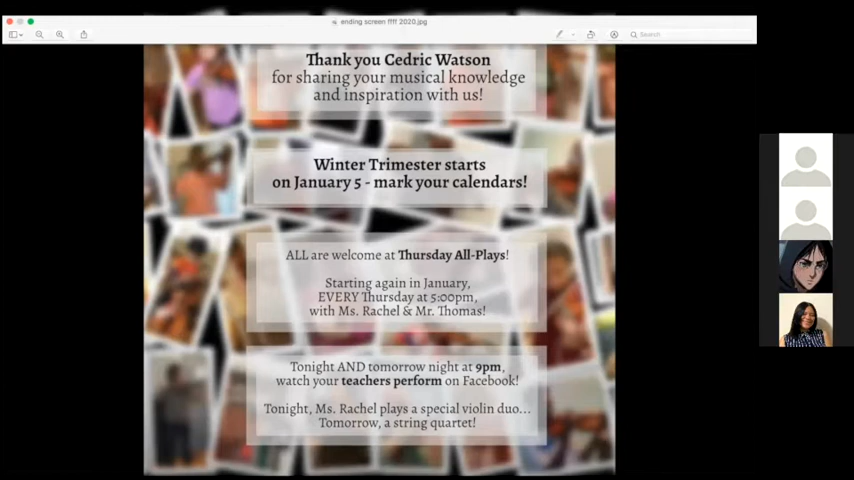 ending screen ffff 2020.jpg
Search
Thank you Cedric Watson
for sharing your musical knowledge
and inspiration with us!
Winter Trimester starts
on January 5 - mark your calendars!
ALL are welcome at Thursday All-Plays!
Starting again in January,
EVERY Thursday at 5:00pm,
with Ms. Rachel & Mr. Thomas!
Tonight AND tomorrow night at 9pm,
watch your teachers perform on Facebook!
Tonight, Ms. Rachel plays a special violin duo...
Tomorrow, a string quartet!